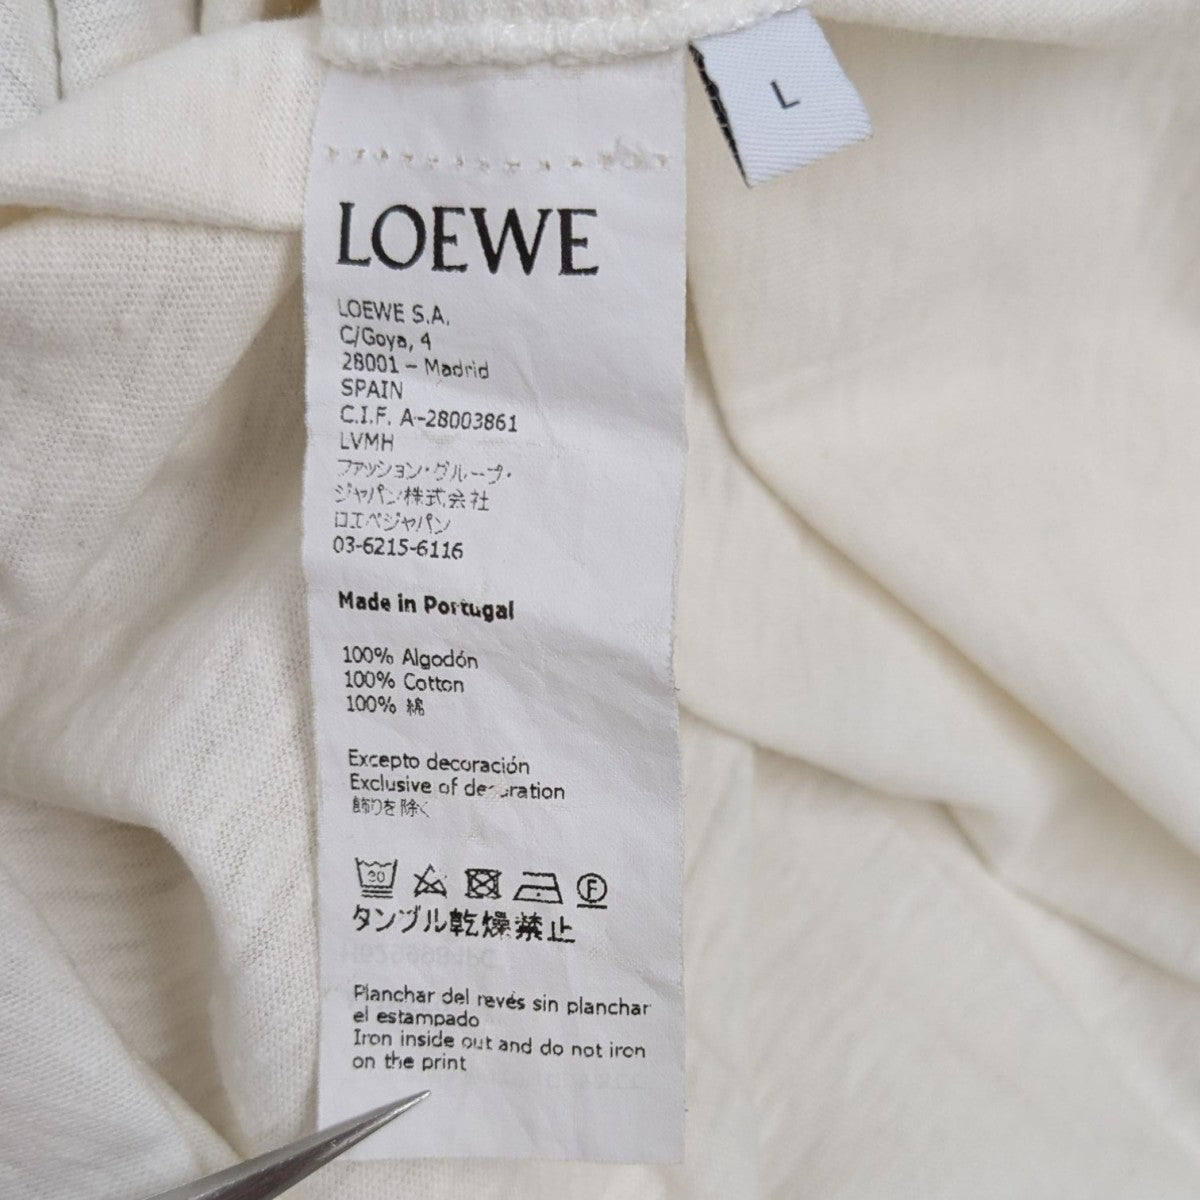 L
LOEWE
LOEWE S.A.
C/Goya, 4
28001 – Madrid
SPAIN
C.I.F. A-28003861
LVMH
ファッション・グループ・
ジャパン株式会社
ロエベジャパン
03-6215-6116
Made in Portugal
100% Algodón
100% Cotton
100% 綿
Excepto decoración
Exclusive of decoration
飾りを除く
30
F
タンブル乾燥禁止
Planchar del revés sin planchar
el estampado
Iron inside out and do not iron
on the print